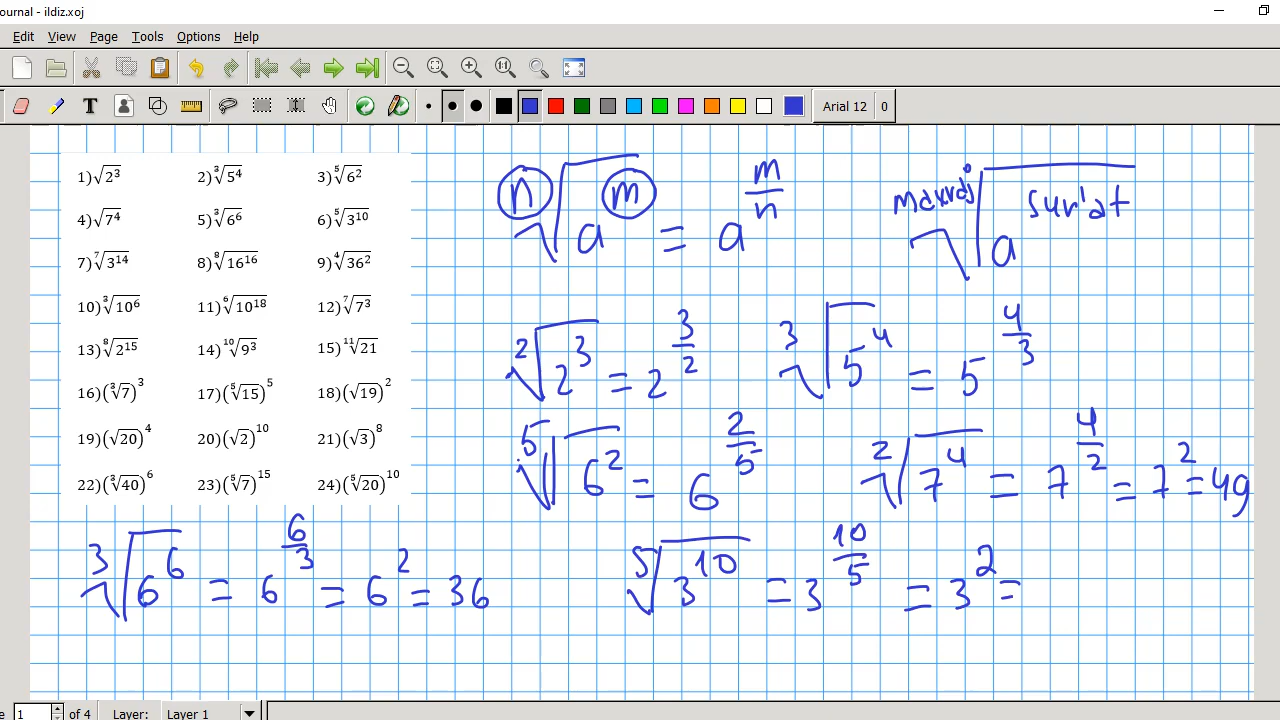 ournal - ildiz.xoj
Edit View Page Tools Options Help
Arial 12 0
1)√2³ 2)∛5⁴ 3)⁵√6²
4)√7⁴ 5)∛6⁶ 6)⁵√3¹⁰
7)⁷√3¹⁴ 8)⁸√16¹⁶ 9)⁴√36²
10)∛10⁶ 11)⁶√10¹⁸ 12)⁷√7³
13)⁸√2¹⁵ 14)¹⁰√9³ 15)¹¹√21
16)(∛7)³ 17)(⁵√15)⁵ 18)(√19)²
19)(√20)⁴ 20)(√2)¹⁰ 21)(√3)⁸
22)(∛40)⁶ 23)(⁵√7)¹⁵ 24)(⁵√20)¹⁰
ⁿ√aᵐ = a^(m/n)
maxraj √a surʼat
²√2³ = 2^(3/2) ³√5⁴ = 5^(4/3)
⁵√6² = 6^(2/5) ²√7⁴ = 7^(4/2) = 7² = 49
³√6⁶ = 6^(6/3) = 6² = 36 ⁵√3¹⁰ = 3^(10/5) = 3² =
e 1 of 4 Layer: Layer 1